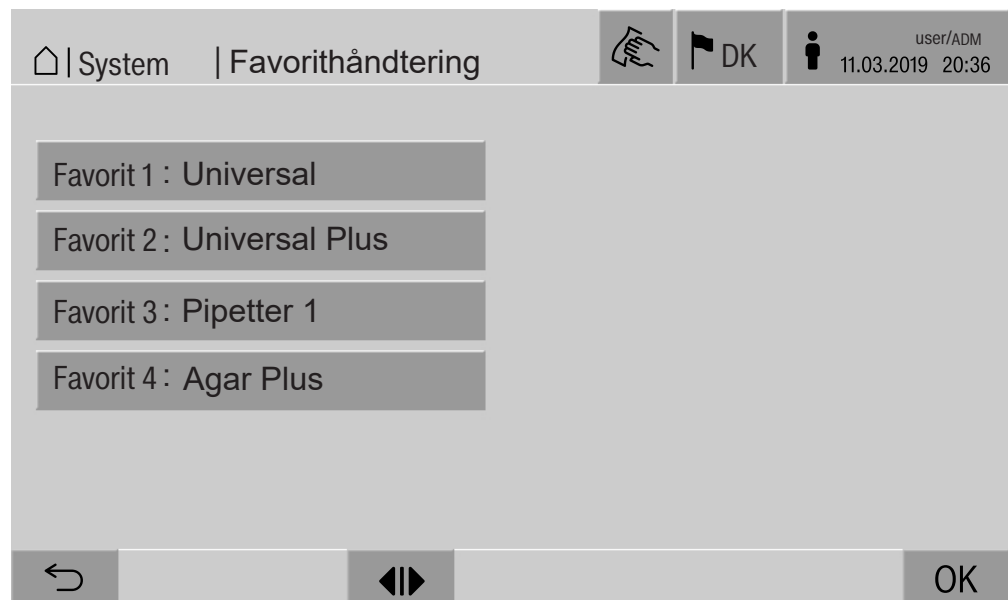 | System | Favorithåndtering
DK
user/ADM
11.03.2019 20:36
Favorit 1 : Universal
Favorit 2 : Universal Plus
Favorit 3 : Pipetter 1
Favorit 4 : Agar Plus
OK